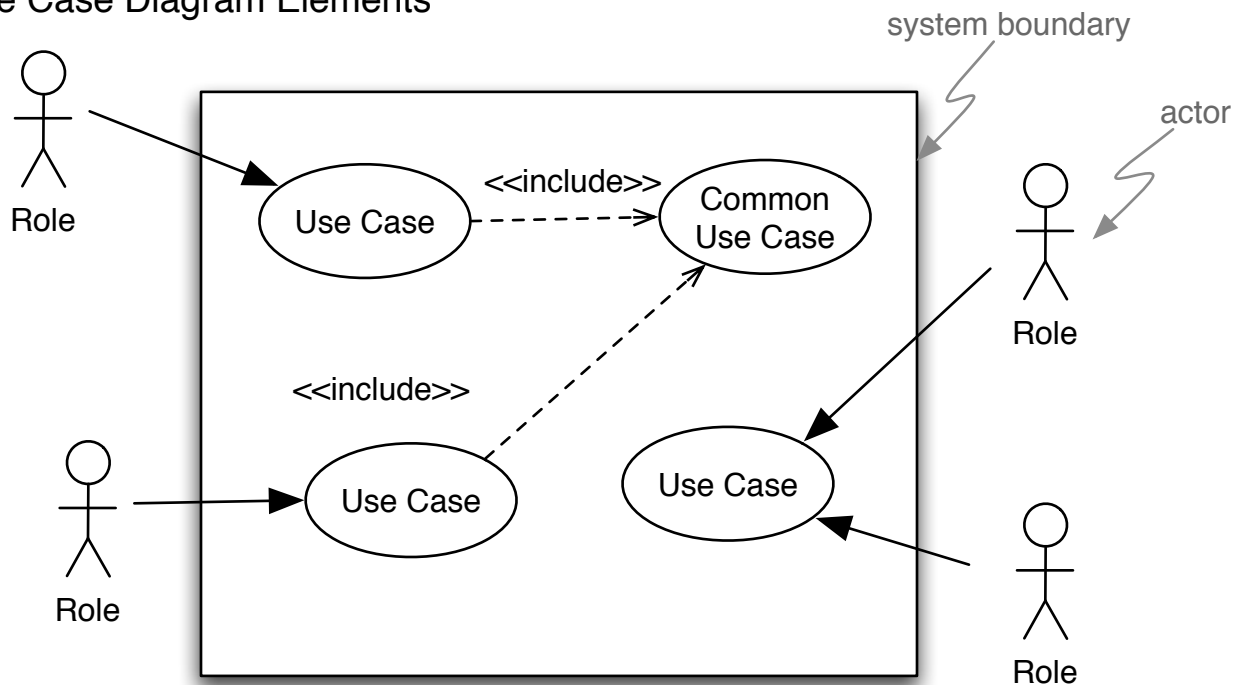 e Case Diagram Elements
system boundary
actor
Role
<<include>>
Use Case
Common
Use Case
Role
<<include>>
Use Case
Use Case
Role
Role